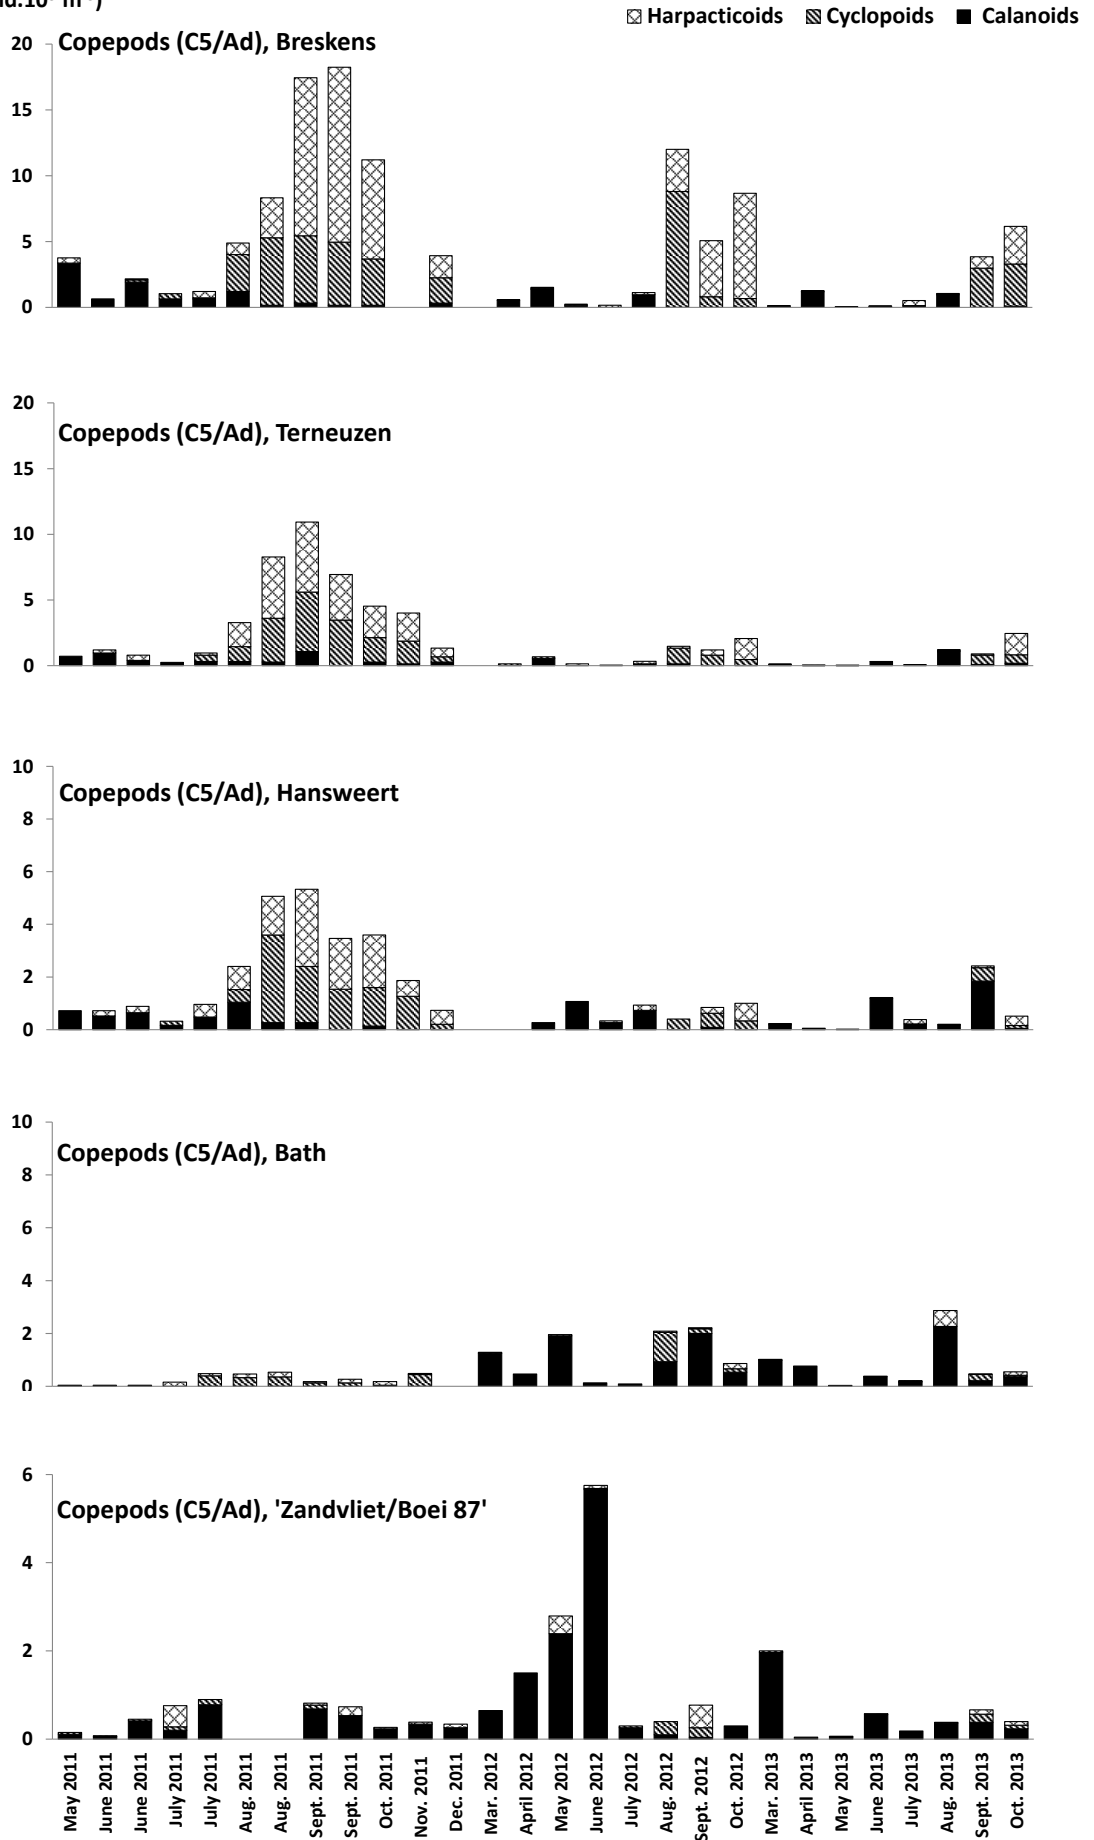 Harpacticoids Cyclopoids Calanoids
Copepods (C5/Ad), Breskens
20
15
10
5
0
Copepods (C5/Ad), Terneuzen
20
15
10
5
0
Copepods (C5/Ad), Hansweert
10
8
6
4
2
0
Copepods (C5/Ad), Bath
10
8
6
4
2
0
Copepods (C5/Ad), 'Zandvliet/Boei 87'
6
4
2
0
May 2011
June 2011
June 2011
July 2011
July 2011
Aug. 2011
Aug. 2011
Sept. 2011
Sept. 2011
Oct. 2011
Nov. 2011
Dec. 2011
Mar. 2012
April 2012
May 2012
June 2012
July 2012
Aug. 2012
Sept. 2012
Oct. 2012
Mar. 2013
April 2013
May 2013
June 2013
July 2013
Aug. 2013
Sept. 2013
Oct. 2013